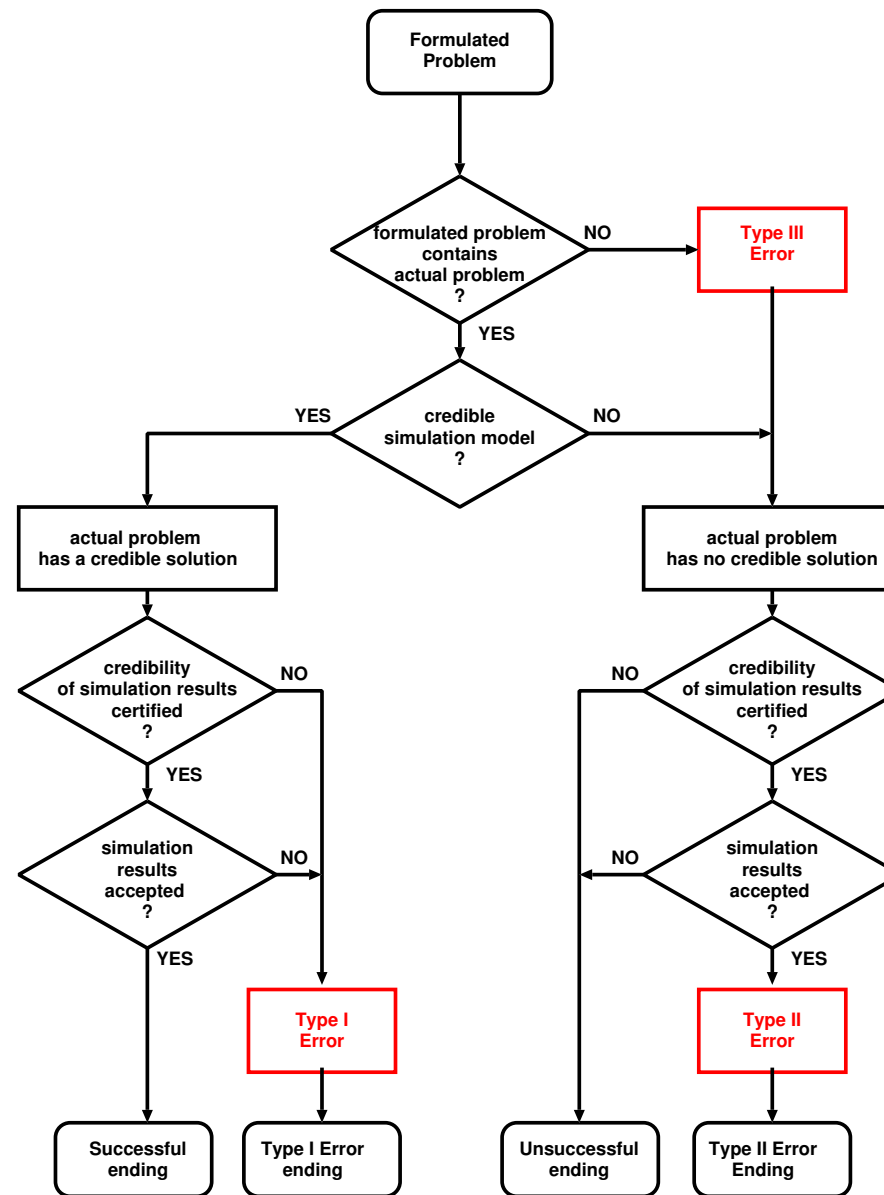 Formulated
Problem
formulated problem
contains
actual problem
?
NO
Type III
Error
YES
YES
credible
simulation model
?
NO
actual problem
has a credible solution
actual problem
has no credible solution
credibility
of simulation results
certified
?
NO
NO
credibility
of simulation results
certified
?
YES
YES
simulation
results
accepted
?
NO
NO
simulation
results
accepted
?
YES
YES
Type I
Error
Type II
Error
Successful
ending
Type I Error
ending
Unsuccessful
ending
Type II Error
Ending